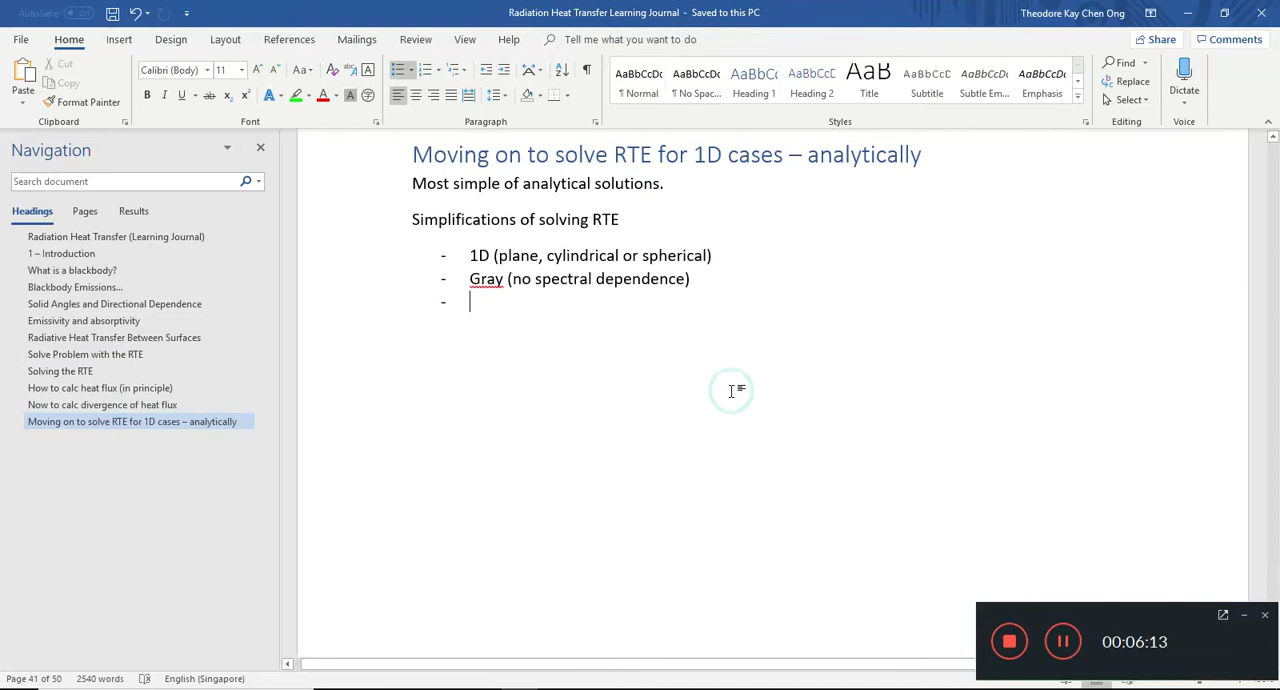 AutoSave Off
Radiation Heat Transfer Learning Journal - Saved to this PC
Theodore Kay Chen Ong
File Home Insert Design Layout References Mailings Review View Help Tell me what you want to do Share Comments
Paste
Cut
Copy
Format Painter
Clipboard
Calibri (Body) 11
Font
Paragraph
AaBbCcDc AaBbCcDc AaBbCc AaBbCcD AaB AaBbCcD AaBbCcDc AaBbCcDc
¶ Normal ¶ No Spac... Heading 1 Heading 2 Title Subtitle Subtle Em... Emphasis
Styles
Find
Replace
Select
Editing
Dictate
Voice
Navigation
Search document
Headings Pages Results
Radiation Heat Transfer (Learning Journal)
1 – Introduction
What is a blackbody?
Blackbody Emissions...
Solid Angles and Directional Dependence
Emissivity and absorptivity
Radiative Heat Transfer Between Surfaces
Solve Problem with the RTE
Solving the RTE
How to calc heat flux (in principle)
Now to calc divergence of heat flux
Moving on to solve RTE for 1D cases – analytically
Moving on to solve RTE for 1D cases – analytically
Most simple of analytical solutions.
Simplifications of solving RTE
- 1D (plane, cylindrical or spherical)
- Gray (no spectral dependence)
-
00:06:13
Page 41 of 50 2540 words English (Singapore)